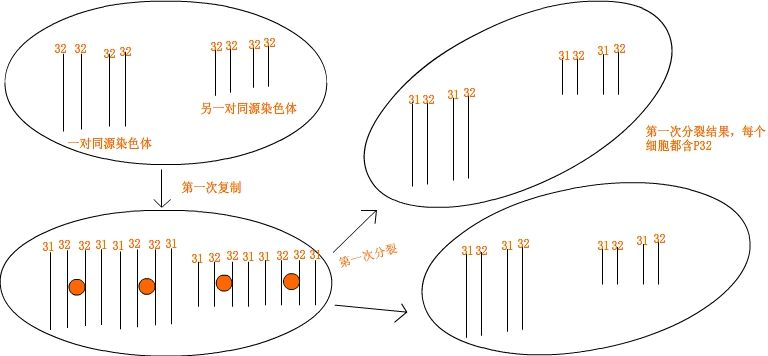 32 32 32 32
32 32 32 32
另一对同源染色体
一对同源染色体
第一次复制
31 32 32 31 31 32 32 31
31 32 32 31 31 32 32 31
第一次分裂
31 32 31 32
31 32 31 32
第一次分裂结果，每个
细胞都含P32
31 32 31 32
31 32 31 32